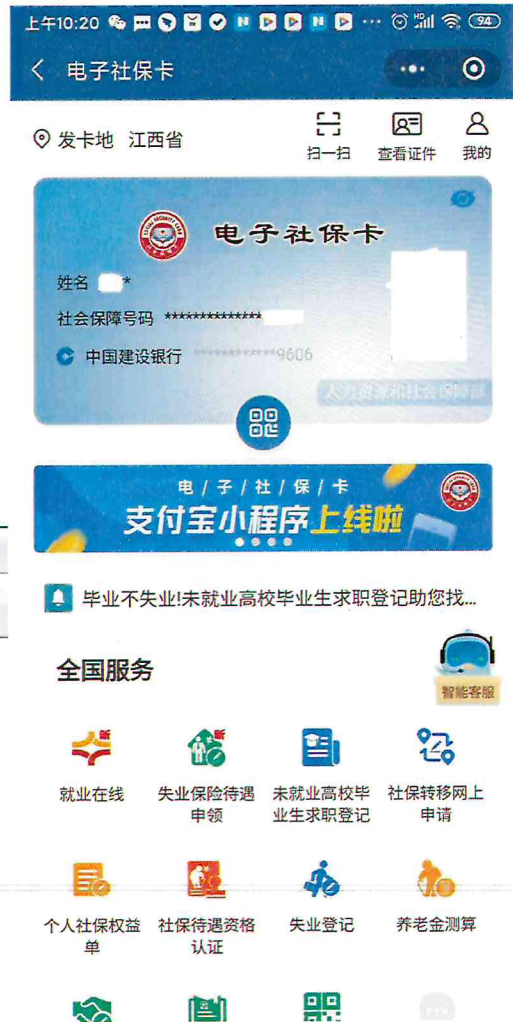 上午10:20
94
电子社保卡
发卡地 江西省
扫一扫
查看证件
我的
电子社保卡
姓名 *
社会保障号码 **************
中国建设银行 **************9606
人力资源和社会保障部
电/子/社/保/卡
支付宝小程序上线啦
毕业不失业!未就业高校毕业生求职登记助您找...
全国服务
智能客服
新
新
就业在线
失业保险待遇
申领
未就业高校毕
业生求职登记
社保转移网上
申请
个人社保权益
单
社保待遇资格
认证
失业登记
养老金测算